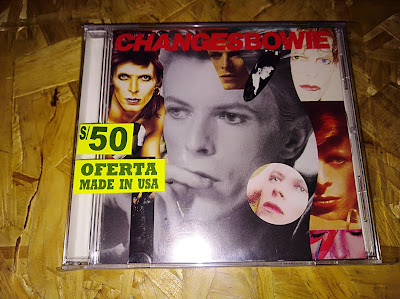 CHANGESBOWIE
S/50
OFERTA
MADE IN USA